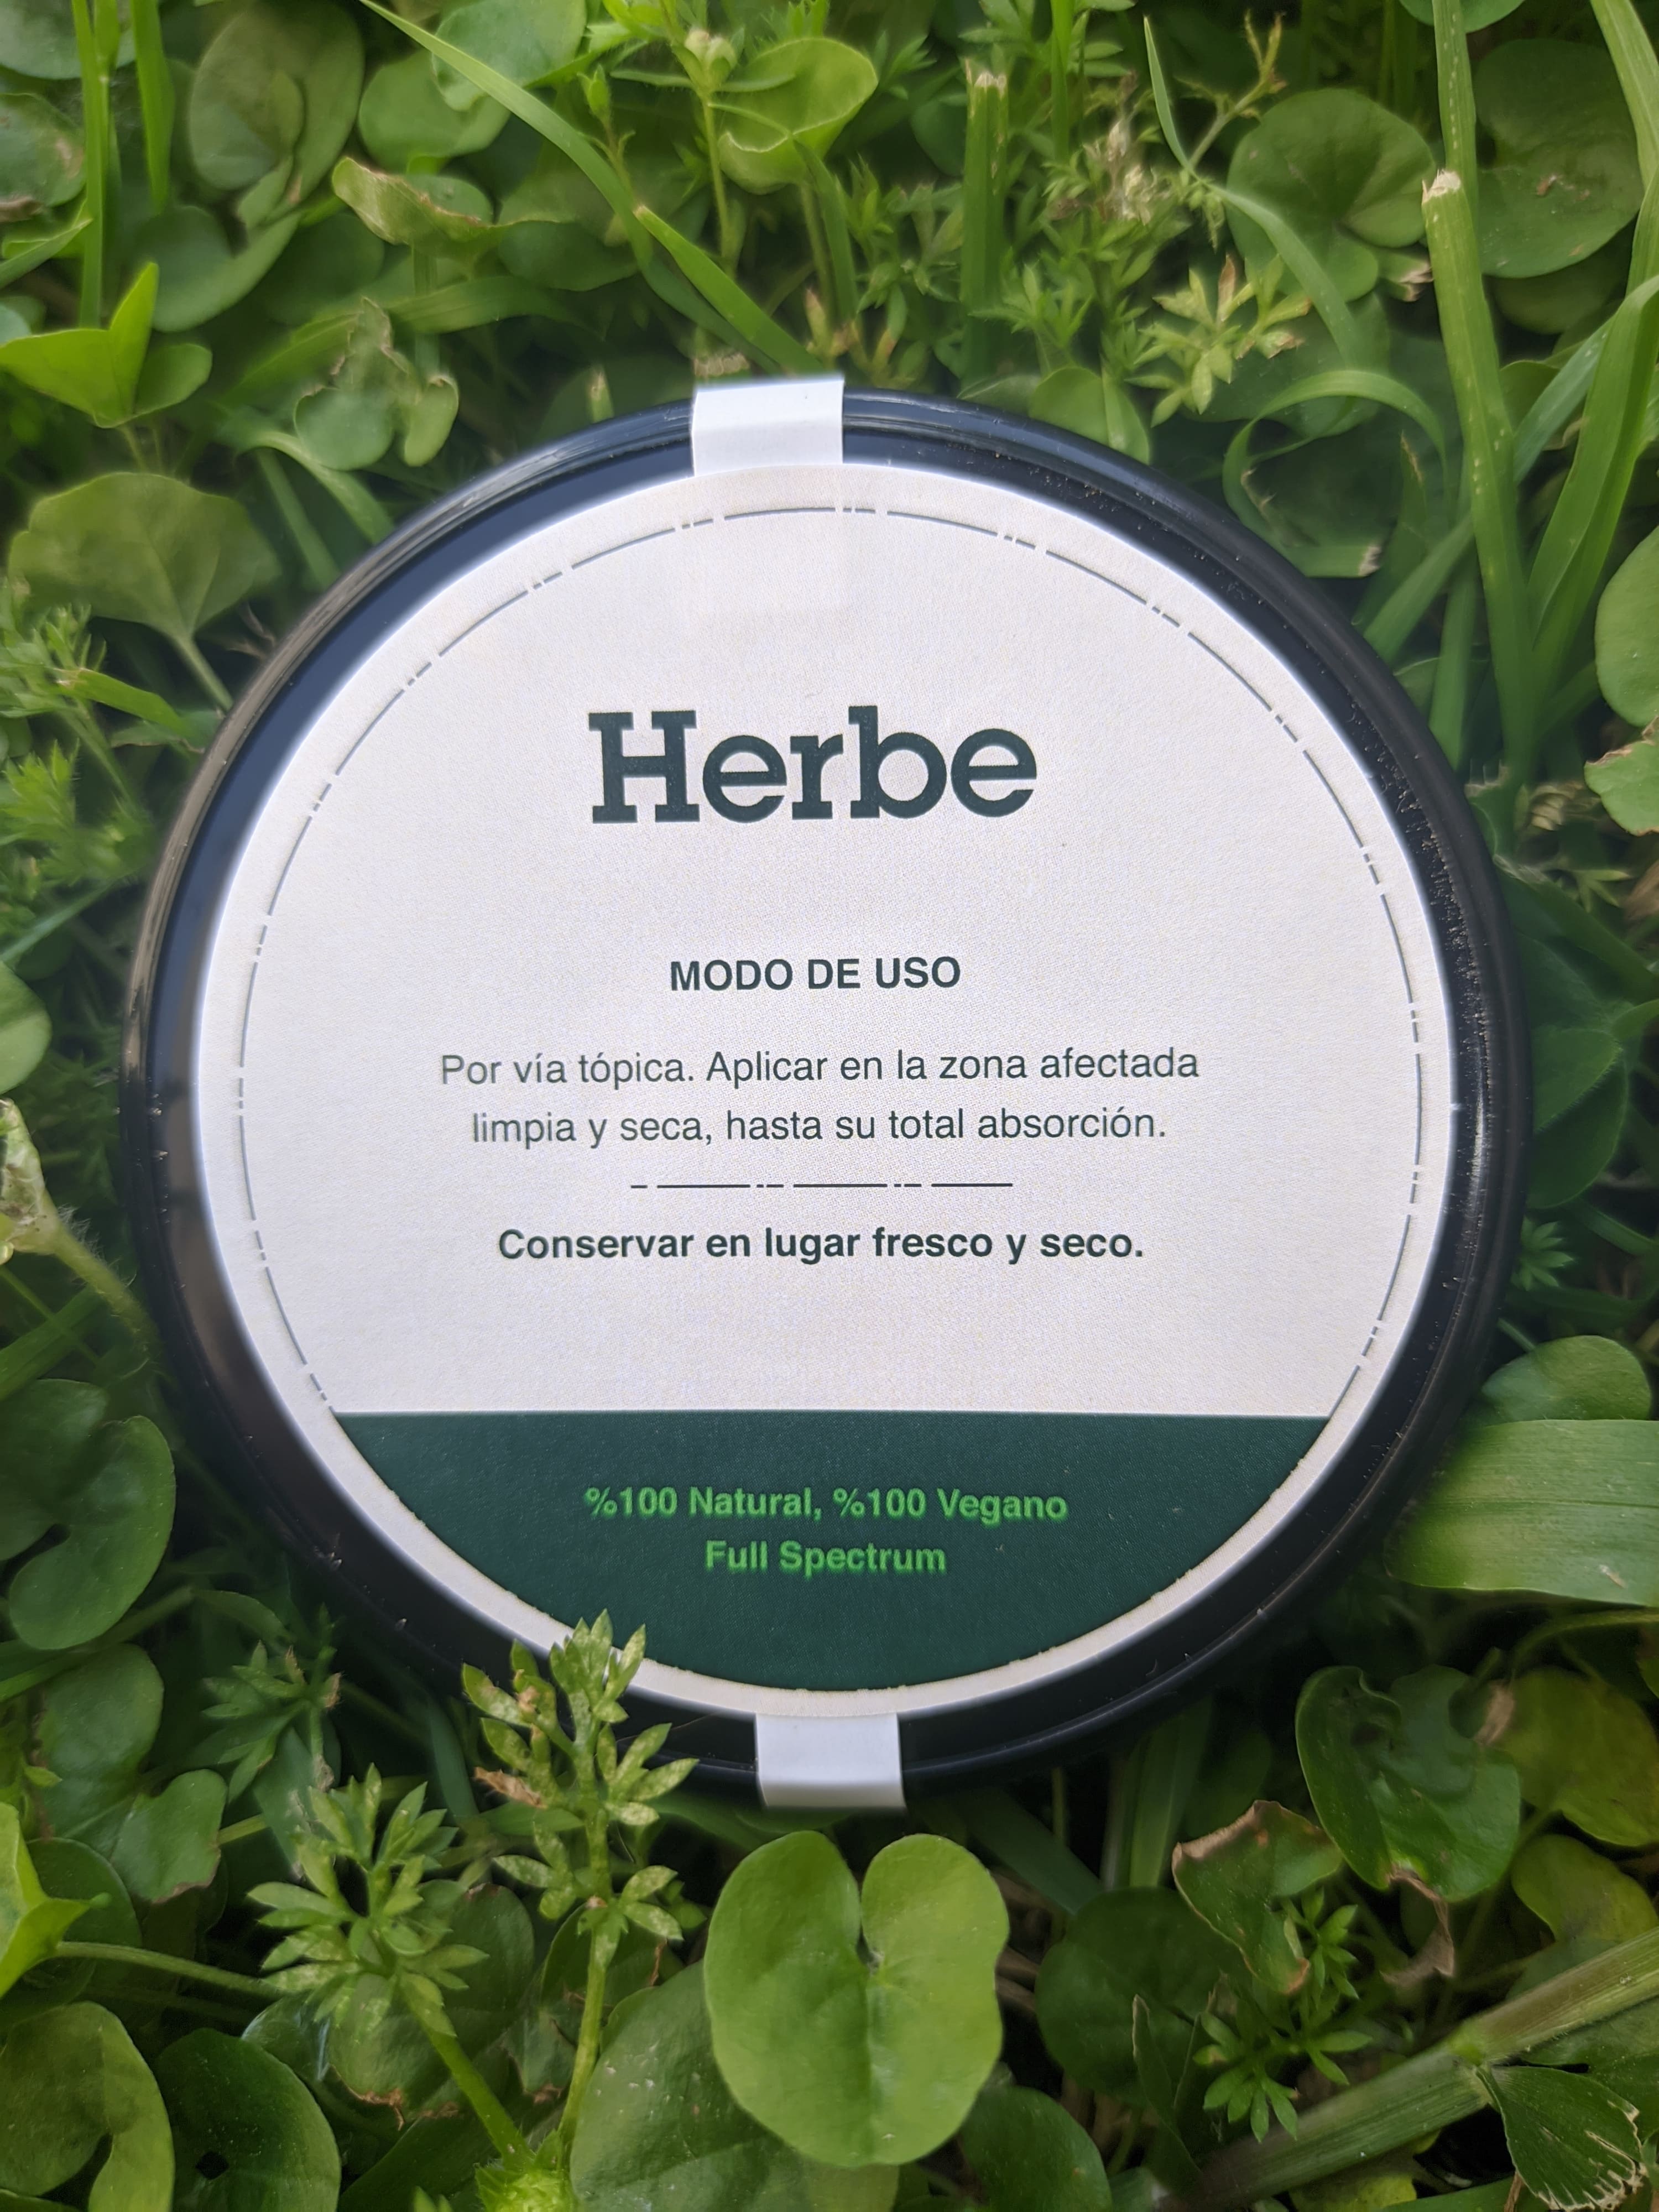 Herbe
MODO DE USO
Por vía tópica. Aplicar en la zona afectada
limpia y seca, hasta su total absorción.
Conservar en lugar fresco y seco.
%100 Natural, %100 Vegano
Full Spectrum